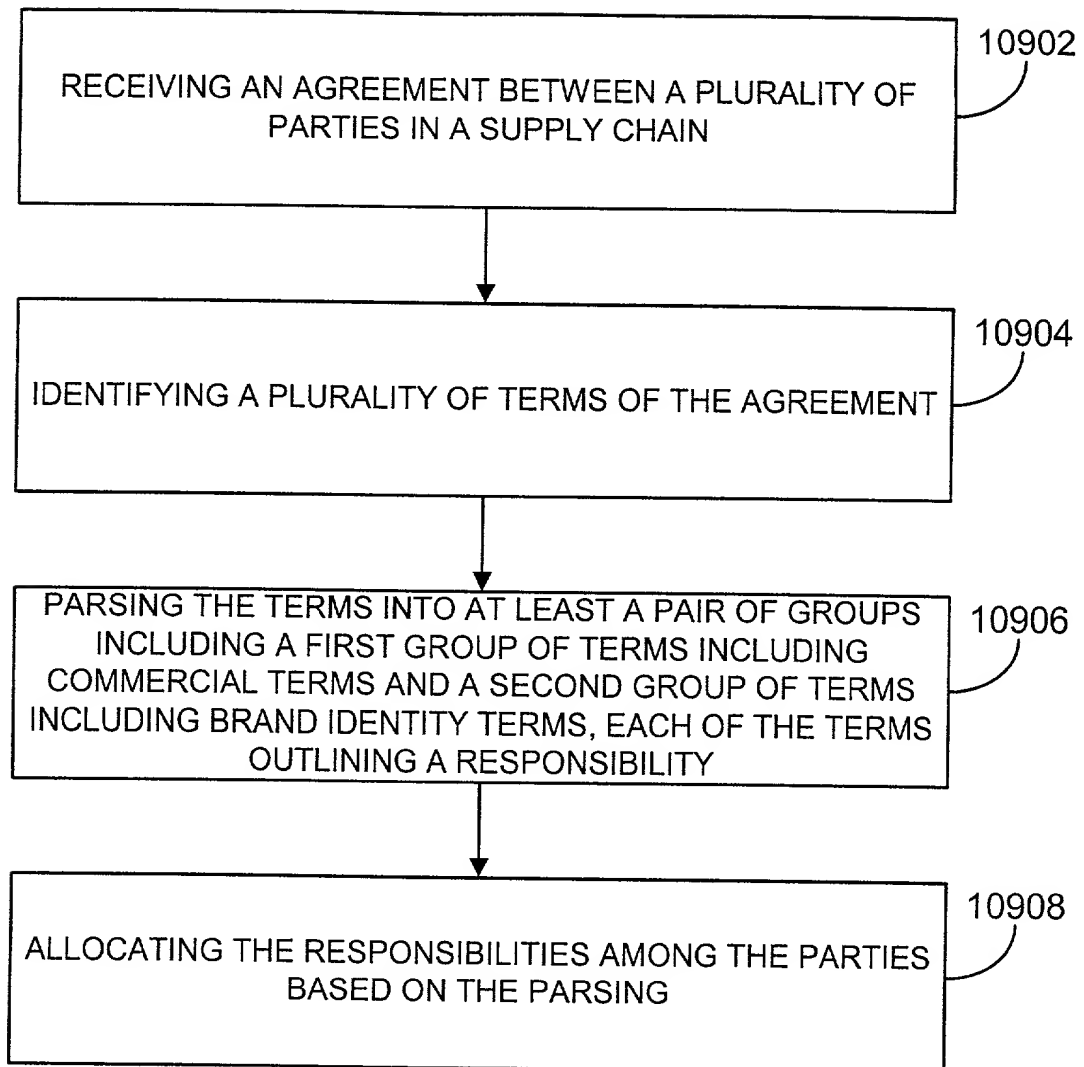 10902
RECEIVING AN AGREEMENT BETWEEN A PLURALITY OF
PARTIES IN A SUPPLY CHAIN
10904
IDENTIFYING A PLURALITY OF TERMS OF THE AGREEMENT
10906
PARSING THE TERMS INTO AT LEAST A PAIR OF GROUPS
INCLUDING A FIRST GROUP OF TERMS INCLUDING
COMMERCIAL TERMS AND A SECOND GROUP OF TERMS
INCLUDING BRAND IDENTITY TERMS, EACH OF THE TERMS
OUTLINING A RESPONSIBILITY
10908
ALLOCATING THE RESPONSIBILITIES AMONG THE PARTIES
BASED ON THE PARSING